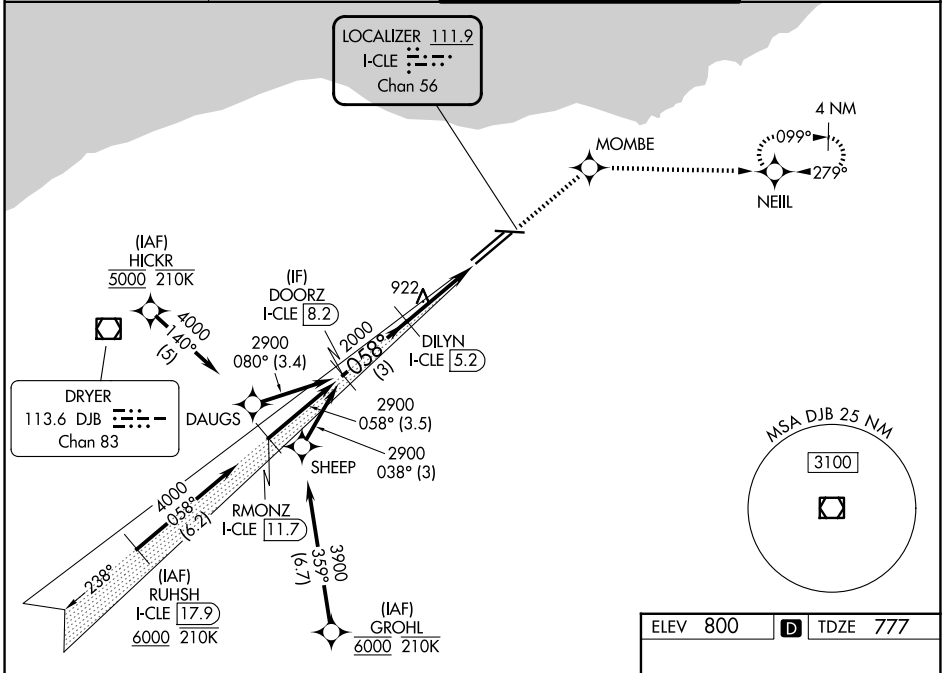 LOCALIZER 111.9
I-CLE
Chan 56
4 NM
099°
279°
NEIIL
MOMBE
(IAF)
HICKR
5000 210K
4000
140°
(5)
(IF)
DOORZ
I-CLE 8.2
922
2000
058°
(3)
DILYN
I-CLE 5.2
2900
080° (3.4)
DRYER
113.6 DJB
Chan 83
DAUGS
2900
058° (3.5)
2900
038° (3)
SHEEP
MSA DJB 25 NM
3100
4000
058°
(6.2)
RMONZ
I-CLE 11.7
238°
(IAF)
RUHSH
I-CLE 17.9
6000 210K
3900
359°
(6.7)
(IAF)
GROHL
6000 210K
ELEV 800 D TDZE 777